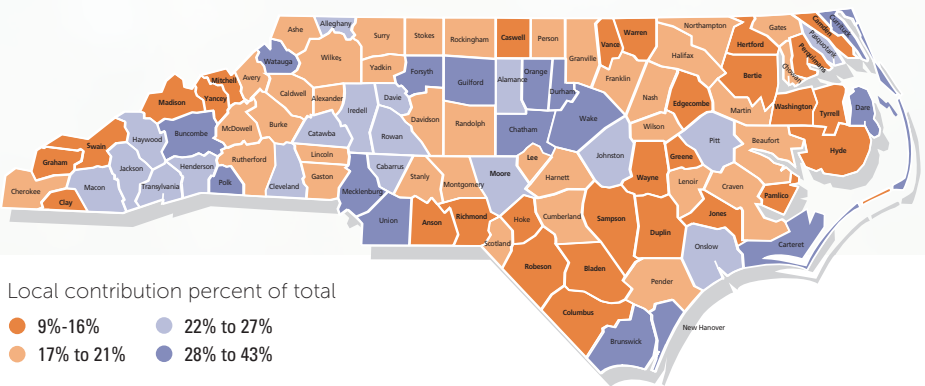 Ashe
Alleghany
Surry
Stokes
Rockingham
Caswell
Person
Granville
Vance
Warren
Northampton
Hertford
Gates
Camden
Currituck
Pasquotank
Perquimans
Chowan
Watauga
Wilkes
Yadkin
Forsyth
Guilford
Alamance
Orange
Durham
Franklin
Halifax
Bertie
Mitchell
Avery
Caldwell
Alexander
Iredell
Davie
Davidson
Randolph
Chatham
Wake
Nash
Edgecombe
Martin
Washington
Tyrrell
Dare
Madison
Yancey
McDowell
Burke
Catawba
Rowan
Wilson
Pitt
Beaufort
Hyde
Swain
Haywood
Buncombe
Rutherford
Lincoln
Cabarrus
Stanly
Montgomery
Moore
Lee
Harnett
Johnston
Wayne
Greene
Lenoir
Craven
Pamlico
Graham
Cherokee
Clay
Macon
Jackson
Transylvania
Henderson
Polk
Cleveland
Gaston
Mecklenburg
Union
Anson
Richmond
Scotland
Hoke
Cumberland
Sampson
Duplin
Jones
Onslow
Carteret
Robeson
Bladen
Pender
Columbus
Brunswick
New Hanover
Local contribution percent of total
9%-16%
22% to 27%
17% to 21%
28% to 43%